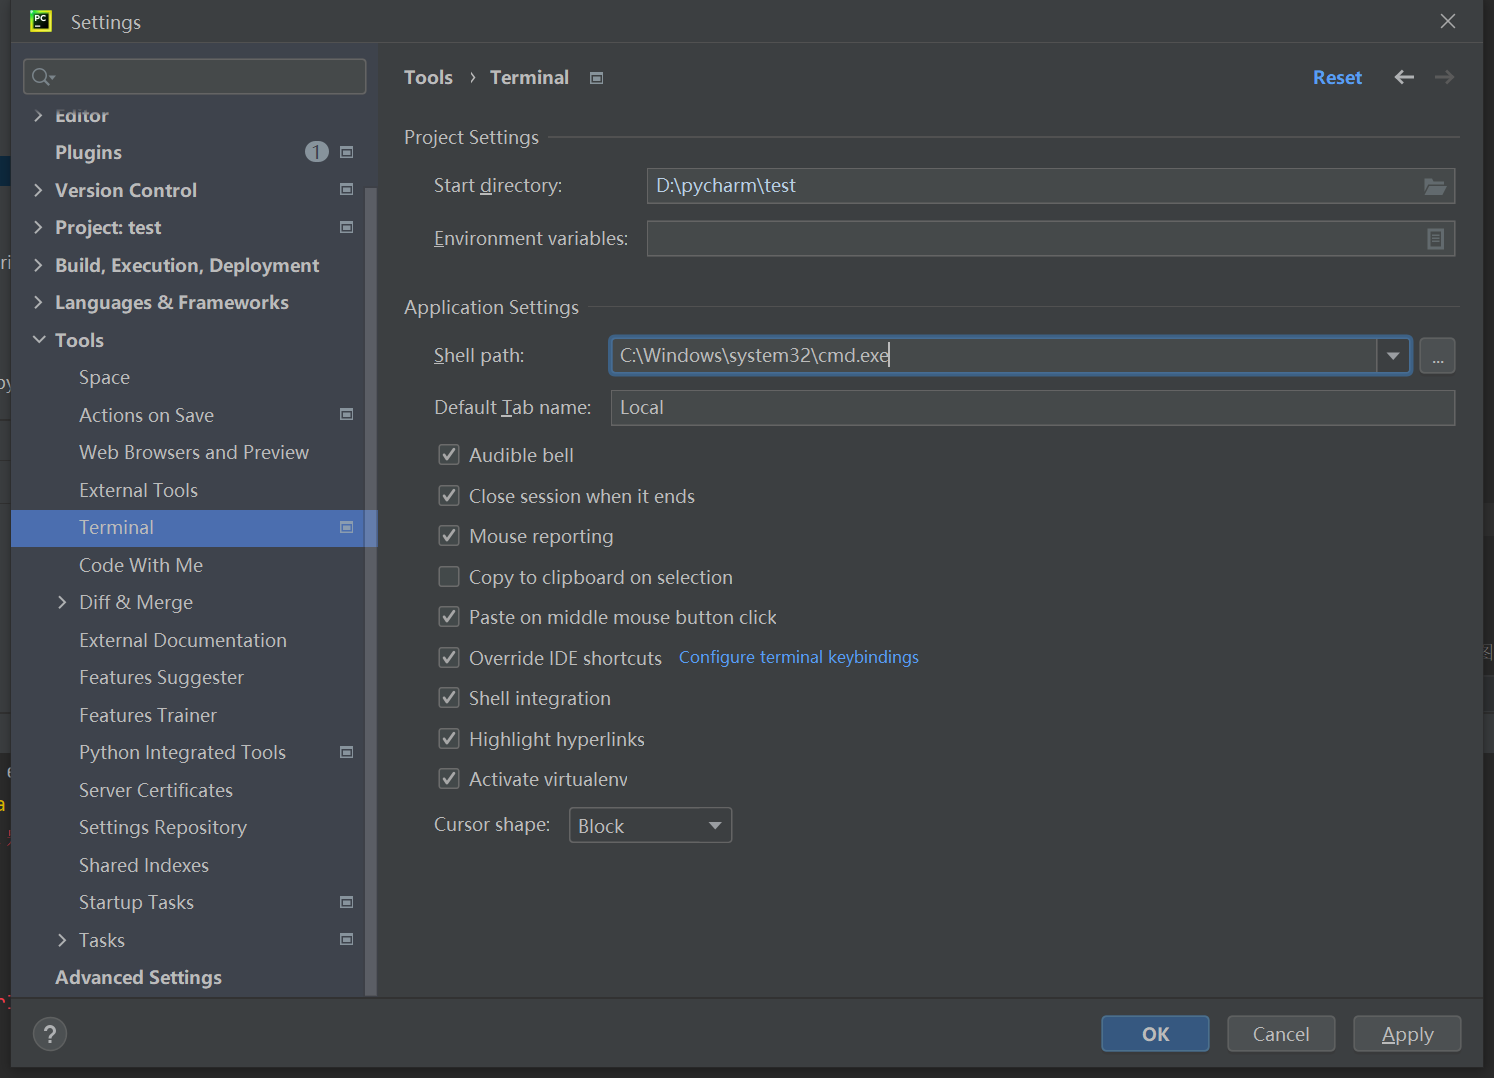 PC
Settings
Editor
Plugins 1
Version Control
Project: test
Build, Execution, Deployment
Languages & Frameworks
Tools
Space
Actions on Save
Web Browsers and Preview
External Tools
Terminal
Code With Me
Diff & Merge
External Documentation
Features Suggester
Features Trainer
Python Integrated Tools
Server Certificates
Settings Repository
Shared Indexes
Startup Tasks
Tasks
Advanced Settings
Tools › Terminal
Reset
Project Settings
Start directory: D:\pycharm\test
Environment variables:
Application Settings
Shell path: C:\Windows\system32\cmd.exe ...
Default Tab name: Local
Audible bell
Close session when it ends
Mouse reporting
Copy to clipboard on selection
Paste on middle mouse button click
Override IDE shortcuts Configure terminal keybindings
Shell integration
Highlight hyperlinks
Activate virtualenv
Cursor shape: Block
? OK Cancel Apply